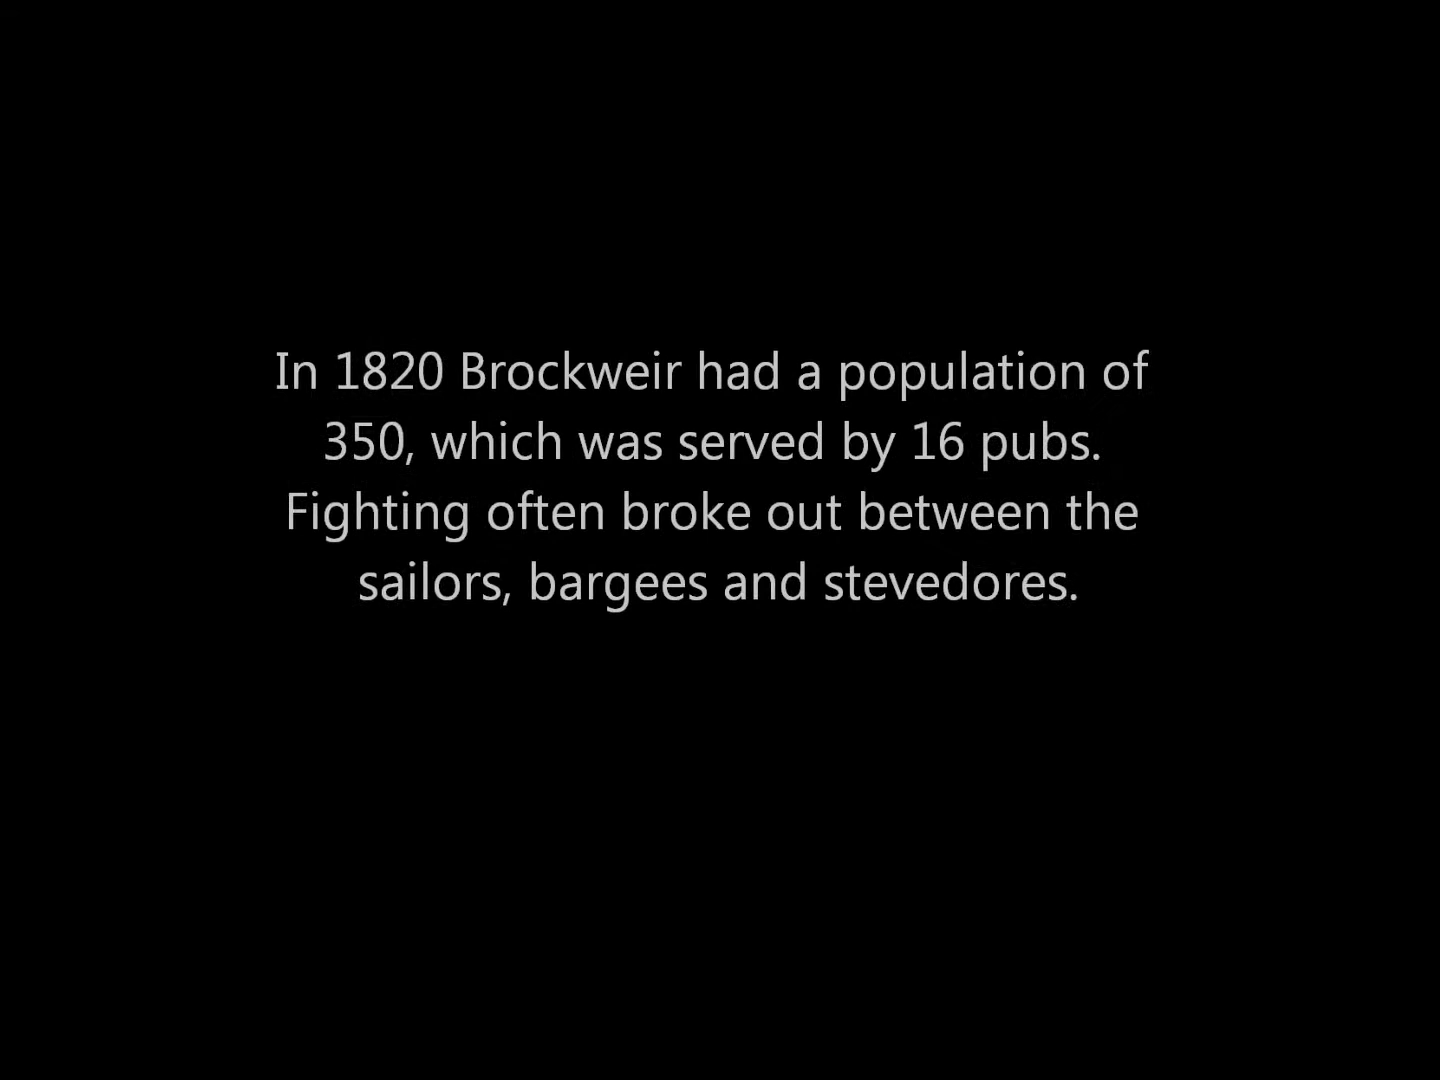 In 1820 Brockweir had a population of
350, which was served by 16 pubs.
Fighting often broke out between the
sailors, bargees and stevedores.